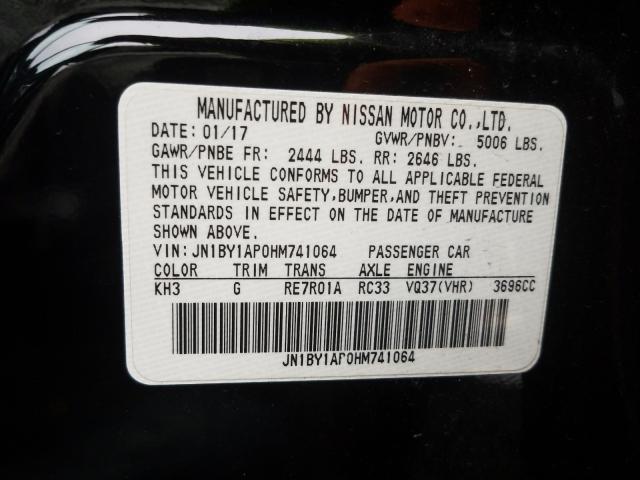 MANUFACTURED BY NISSAN MOTOR CO.,LTD.
DATE: 01/17 GVWR/PNBV: 5006 LBS.
GAWR/PNBE FR: 2444 LBS. RR: 2646 LBS.
THIS VEHICLE CONFORMS TO ALL APPLICABLE FEDERAL
MOTOR VEHICLE SAFETY,BUMPER,AND THEFT PREVENTION
STANDARDS IN EFFECT ON THE DATE OF MANUFACTURE
SHOWN ABOVE.
VIN: JN1BY1AP0HM741064 PASSENGER CAR
COLOR TRIM TRANS AXLE ENGINE
KH3 G RE7R01A RC33 VQ37(VHR) 3696CC
JN1BY1AP0HM741064